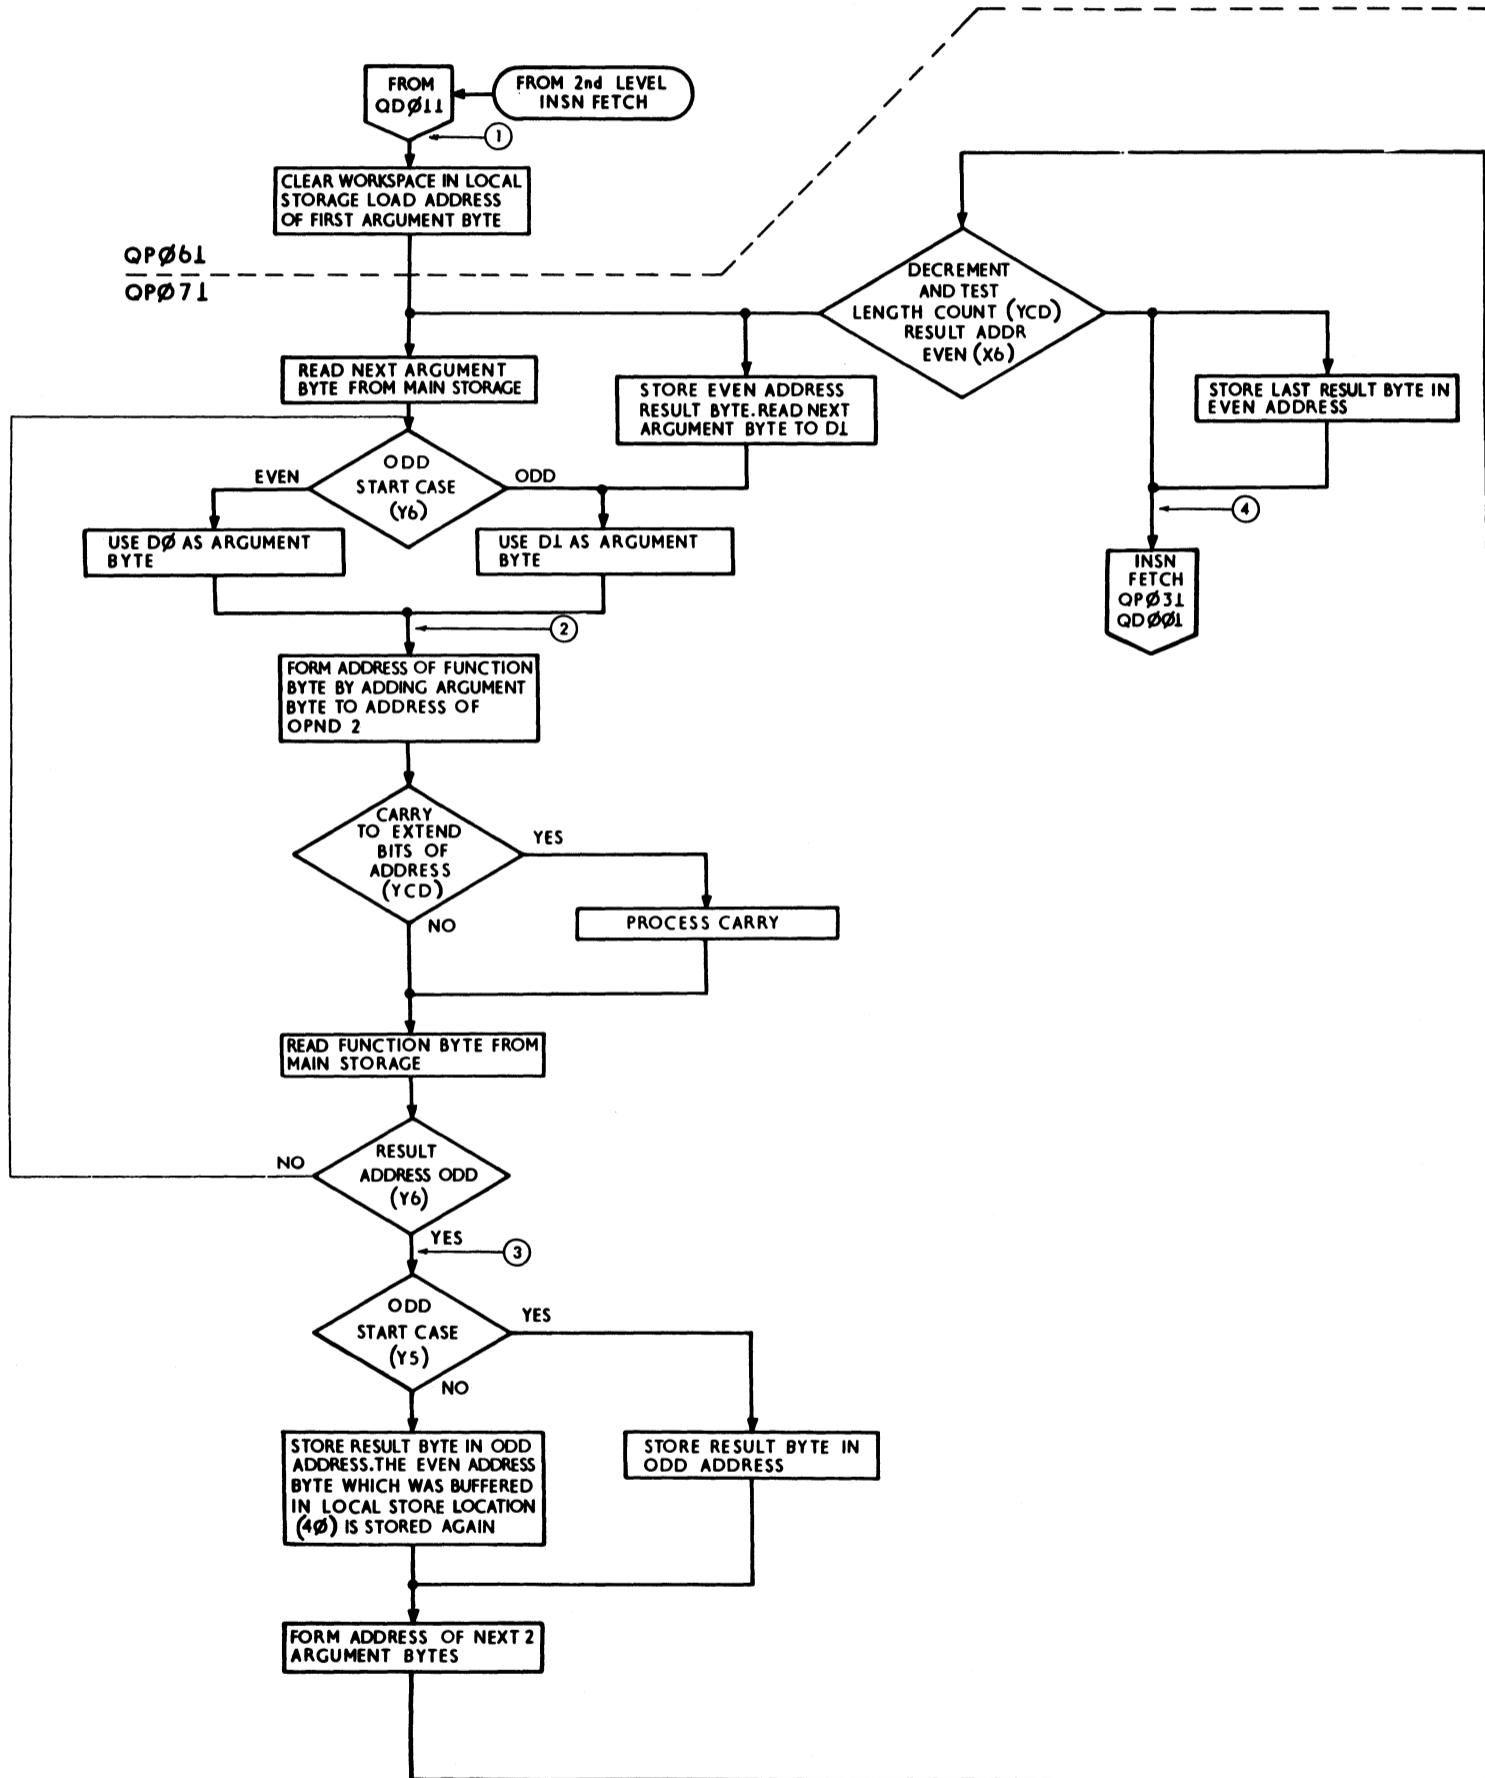 FROM
QDØ11
FROM 2nd LEVEL
INSN FETCH
1
CLEAR WORKSPACE IN LOCAL
STORAGE LOAD ADDRESS
OF FIRST ARGUMENT BYTE
QPØ61
QPØ71
DECREMENT
AND TEST
LENGTH COUNT (YCD)
RESULT ADDR
EVEN (X6)
READ NEXT ARGUMENT
BYTE FROM MAIN STORAGE
STORE EVEN ADDRESS
RESULT BYTE.READ NEXT
ARGUMENT BYTE TO D1
STORE LAST RESULT BYTE IN
EVEN ADDRESS
EVEN
ODD
START CASE
(Y6)
ODD
4
USE DØ AS ARGUMENT
BYTE
USE D1 AS ARGUMENT
BYTE
INSN
FETCH
QPØ31
QDØØ1
2
FORM ADDRESS OF FUNCTION
BYTE BY ADDING ARGUMENT
BYTE TO ADDRESS OF
OPND 2
CARRY
TO EXTEND
BITS OF
ADDRESS
(YCD)
YES
NO
PROCESS CARRY
READ FUNCTION BYTE FROM
MAIN STORAGE
NO
RESULT
ADDRESS ODD
(Y6)
YES
3
ODD
START CASE
(Y5)
YES
NO
STORE RESULT BYTE IN ODD
ADDRESS.THE EVEN ADDRESS
BYTE WHICH WAS BUFFERED
IN LOCAL STORE LOCATION
(4Ø) IS STORED AGAIN
STORE RESULT BYTE IN
ODD ADDRESS
FORM ADDRESS OF NEXT 2
ARGUMENT BYTES